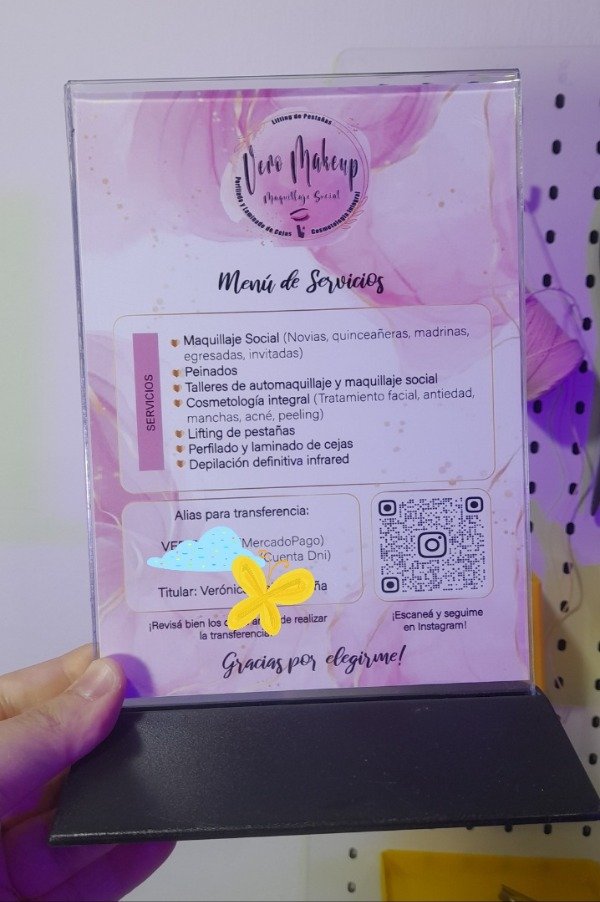 Lifting de Pestañas
Vero Makeup
Maquillaje Social
Perfilado y Laminado de Cejas
Cosmetología Integral
Menú de Servicios
SERVICIOS
Maquillaje Social (Novias, quinceañeras, madrinas,
egresadas, invitadas)
Peinados
Talleres de automaquillaje y maquillaje social
Cosmetología integral (Tratamiento facial, antiedad,
manchas, acné, peeling)
Lifting de pestañas
Perfilado y laminado de cejas
Depilación definitiva infrared
Alias para transferencia:
(MercadoPago)
(Cuenta Dni)
Titular: Verónica
¡Revisá bien los de realizar
la transferencia
¡Escaneá y seguime
en Instagram!
Gracias por elegirme!